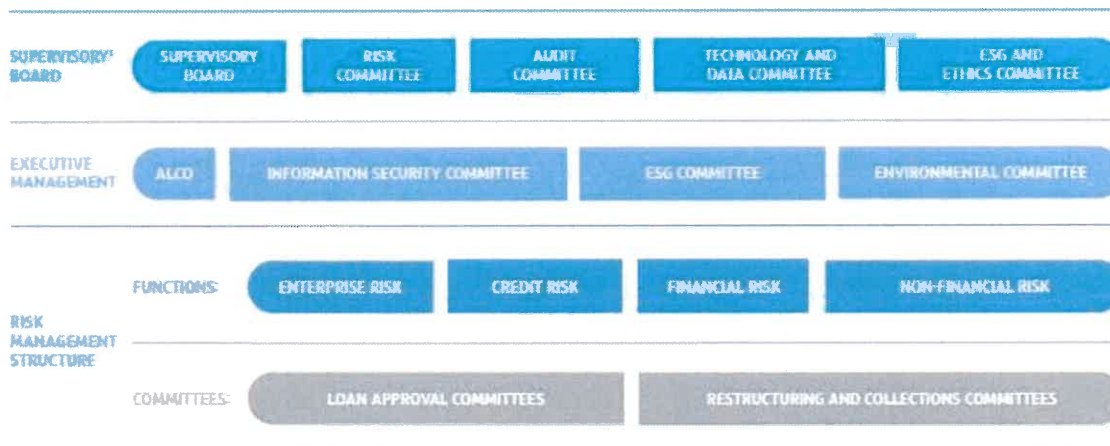 SUPERVISORY
BOARD
SUPERVISORY
BOARD
RISK
COMMITTEE
AUDIT
COMMITTEE
TECHNOLOGY AND
DATA COMMITTEE
ESG AND
ETHICS COMMITTEE
EXECUTIVE
MANAGEMENT
ALCO
INFORMATION SECURITY COMMITTEE
ESG COMMITTEE
ENVIRONMENTAL COMMITTEE
RISK
MANAGEMENT
STRUCTURE
FUNCTIONS:
ENTERPRISE RISK
CREDIT RISK
FINANCIAL RISK
NON-FINANCIAL RISK
COMMITTEES:
LOAN APPROVAL COMMITTEES
RESTRUCTURING AND COLLECTIONS COMMITTEES